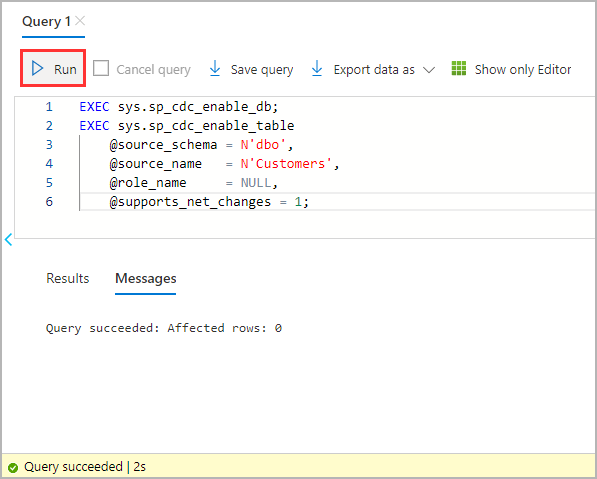 Query 1
Run Cancel query Save query Export data as Show only Editor
1 EXEC sys.sp_cdc_enable_db;
2 EXEC sys.sp_cdc_enable_table
3 @source_schema = N'dbo',
4 @source_name = N'Customers',
5 @role_name = NULL,
6 @supports_net_changes = 1;
Results Messages
Query succeeded: Affected rows: 0
Query succeeded | 2s